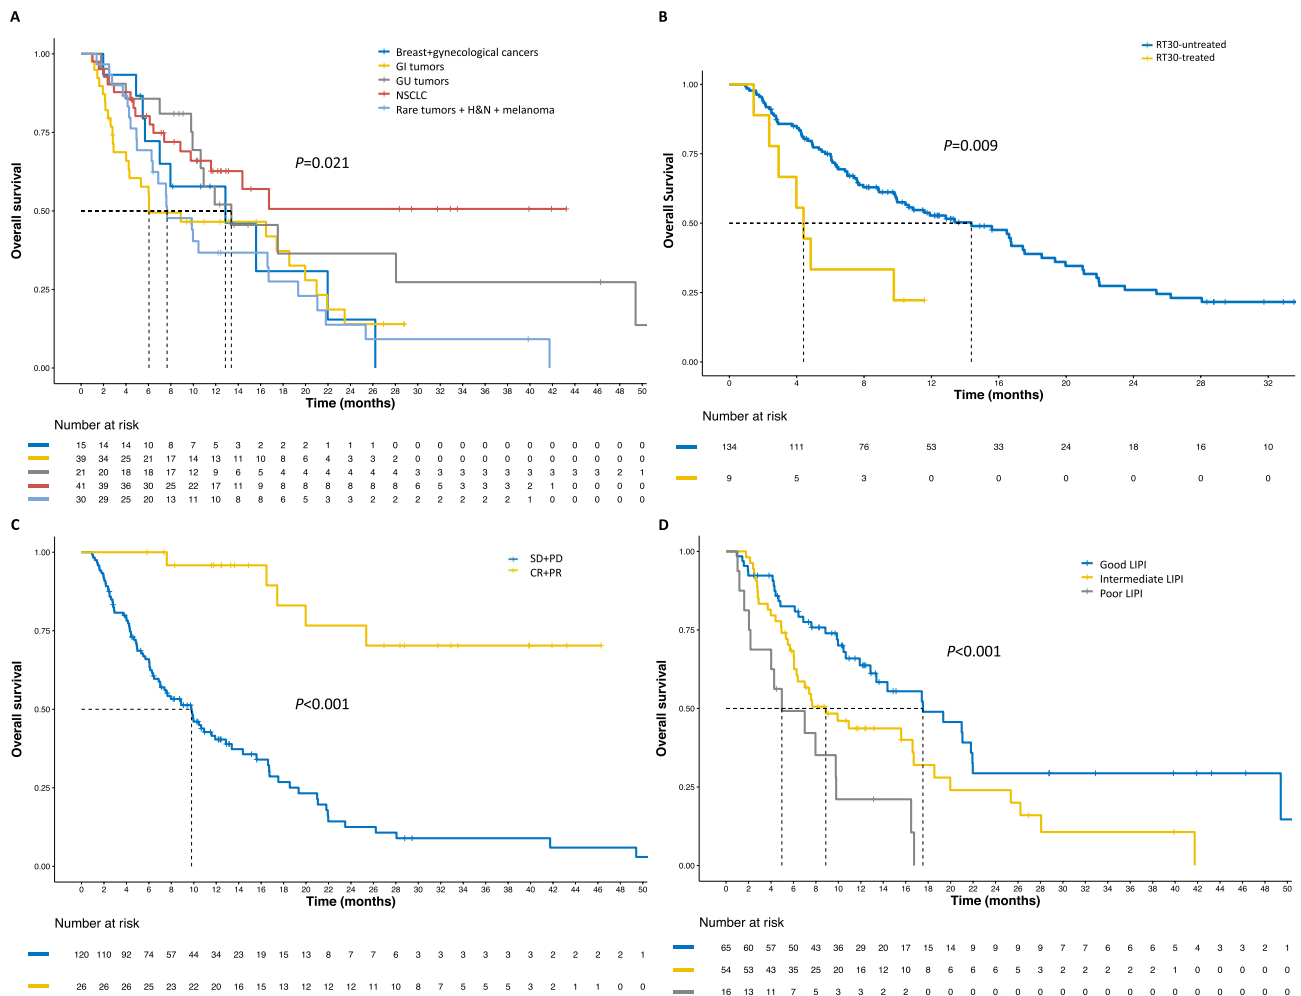 A
Breast+gynecological cancers
GI tumors
GU tumors
NSCLC
Rare tumors + H&N + melanoma
P=0.021
Overall survival
1.00
0.75
0.50
0.25
0.00
0 2 4 6 8 10 12 14 16 18 20 22 24 26 28 30 32 34 36 38 40 42 44 46 48 50
Time (months)
Number at risk
15 14 14 10 8 7 5 3 2 2 2 1 1 1 0 0 0 0 0 0 0 0 0 0 0 0
39 34 25 21 17 14 13 11 10 8 6 4 3 3 2 0 0 0 0 0 0 0 0 0 0 0
21 20 18 18 17 12 9 6 5 4 4 4 4 4 4 3 3 3 3 3 3 3 3 3 2 1
41 39 36 30 25 22 17 11 9 8 8 8 8 8 8 6 5 3 3 3 2 1 0 0 0 0
30 29 25 20 13 11 10 8 8 6 5 3 3 2 2 2 2 2 2 2 1 0 0 0 0 0
B
RT30-untreated
RT30-treated
P=0.009
Overall Survival
1.00
0.75
0.50
0.25
0.00
0 4 8 12 16 20 24 28 32
Time (months)
Number at risk
134 111 76 53 33 24 18 16 10
9 5 3 0 0 0 0 0 0
C
SD+PD
CR+PR
P<0.001
Overall survival
1.00
0.75
0.50
0.25
0.00
0 2 4 6 8 10 12 14 16 18 20 22 24 26 28 30 32 34 36 38 40 42 44 46 48 50
Time (months)
Number at risk
120 110 92 74 57 44 34 23 19 15 13 8 7 7 6 3 3 3 3 3 3 2 2 2 2 1
26 26 26 25 23 22 20 16 15 13 12 12 12 11 10 8 7 5 5 5 3 2 1 1 0 0
D
Good LIPI
Intermediate LIPI
Poor LIPI
P<0.001
Overall survival
1.00
0.75
0.50
0.25
0.00
0 2 4 6 8 10 12 14 16 18 20 22 24 26 28 30 32 34 36 38 40 42 44 46 48 50
Time (months)
Number at risk
65 60 57 50 43 36 29 20 17 15 14 9 9 9 9 7 7 6 6 6 5 4 3 3 2 1
54 53 43 35 25 20 16 12 10 8 6 6 6 5 3 2 2 2 2 2 1 0 0 0 0 0
16 13 11 7 5 3 3 2 2 0 0 0 0 0 0 0 0 0 0 0 0 0 0 0 0 0